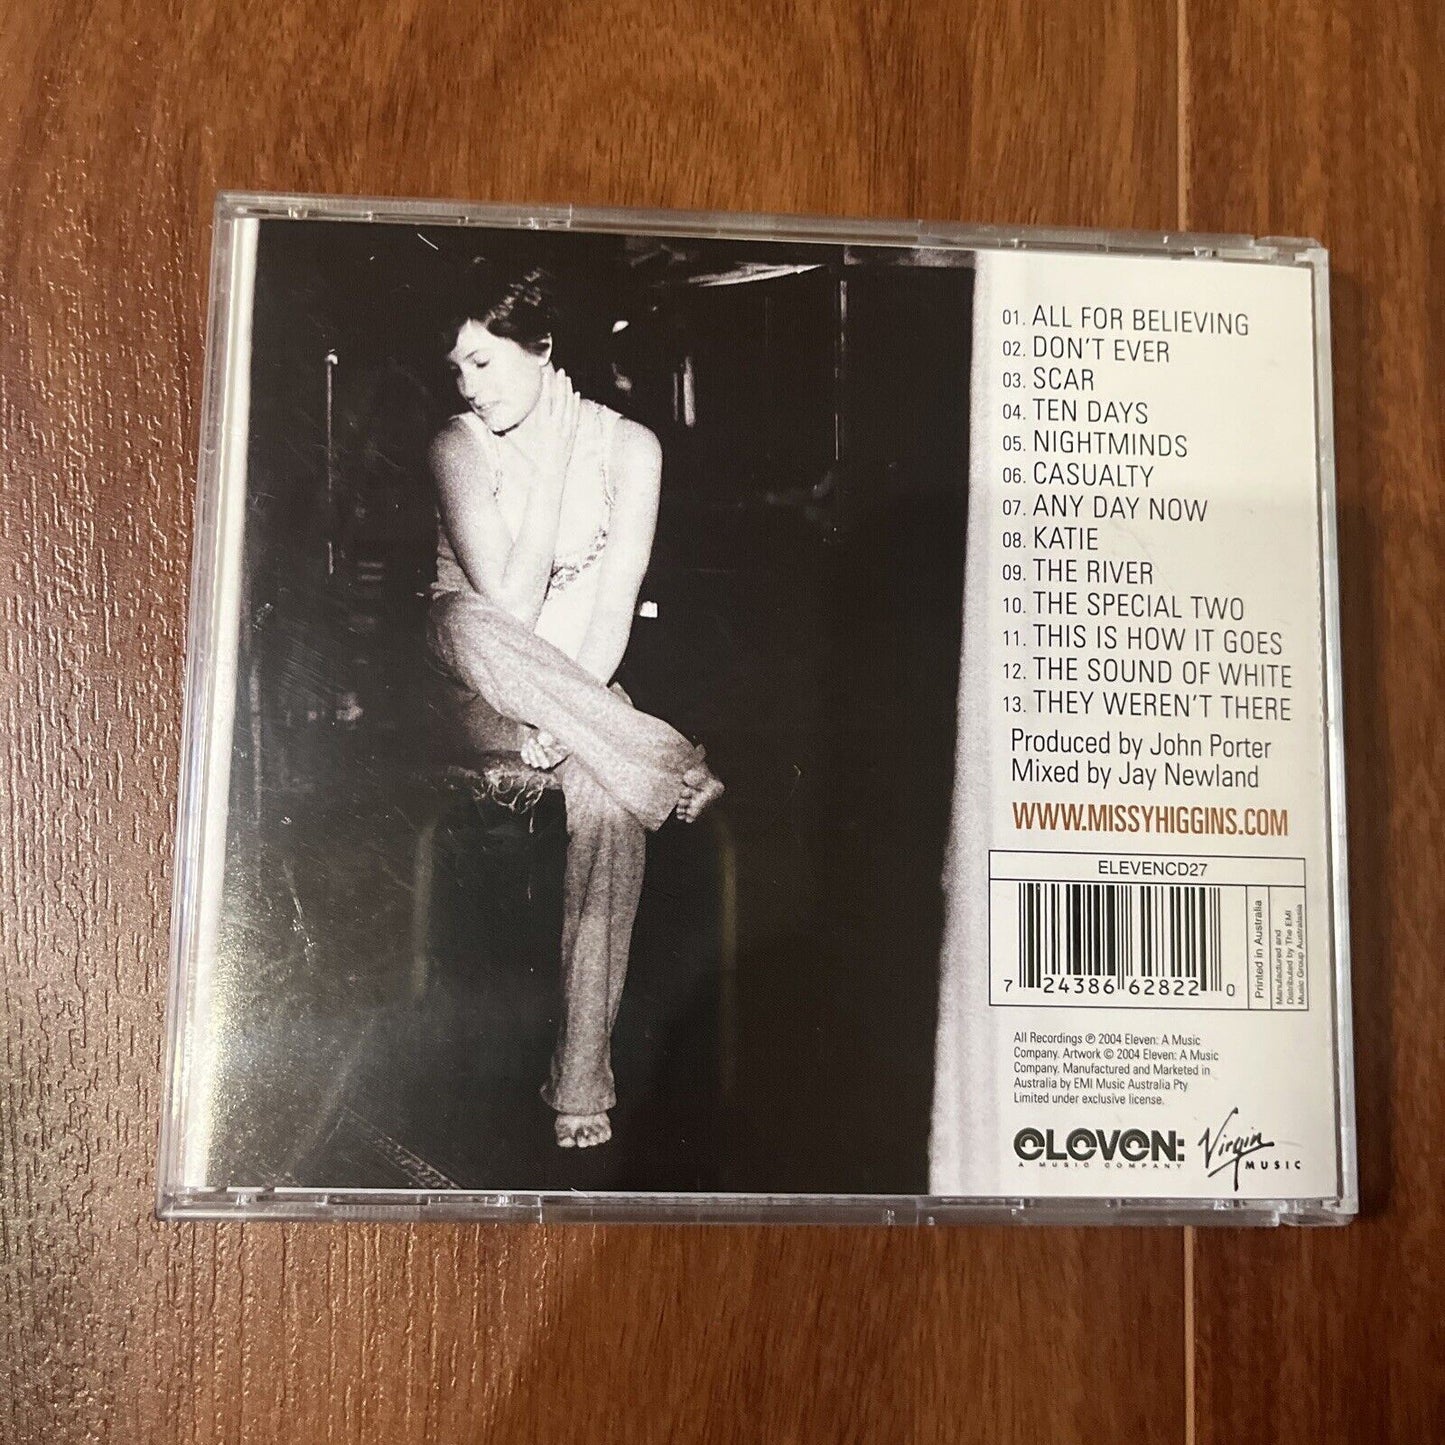 01. ALL FOR BELIEVING
02. DON'T EVER
03. SCAR
04. TEN DAYS
05. NIGHTMINDS
06. CASUALTY
07. ANY DAY NOW
08. KATIE
09. THE RIVER
10. THE SPECIAL TWO
11. THIS IS HOW IT GOES
12. THE SOUND OF WHITE
13. THEY WEREN'T THERE
Produced by John Porter
Mixed by Jay Newland
WWW.MISSYHIGGINS.COM
ELEVENCD27
7 24386 62822 0
Printed in Australia
Manufactured and
Distributed by The EMI
Music Group Australasia
All Recordings ℗ 2004 Eleven: A Music
Company. Artwork © 2004 Eleven: A Music
Company. Manufactured and Marketed in
Australia by EMI Music Australia Pty
Limited under exclusive license.
ELEVEN:
A MUSIC COMPANY
Virgin
MUSIC